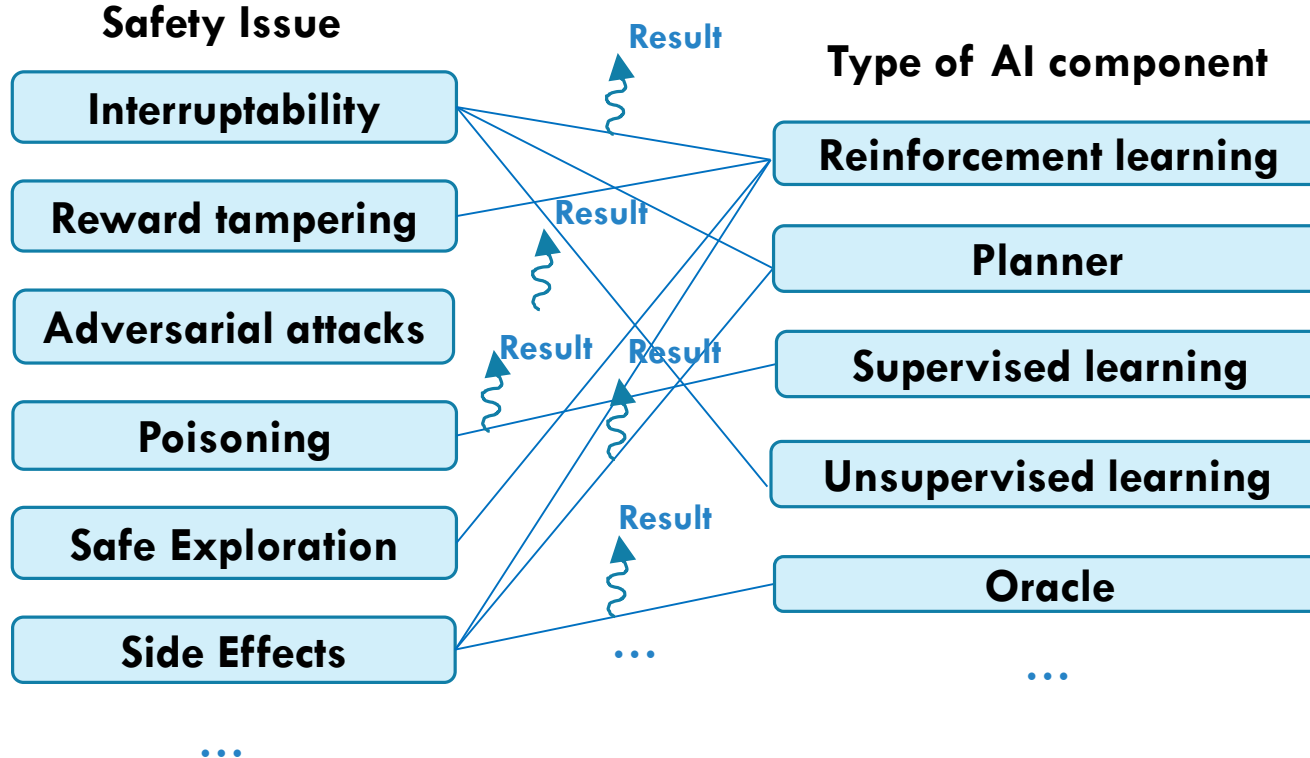 Safety Issue
Interruptability
Reward tampering
Adversarial attacks
Poisoning
Safe Exploration
Side Effects
...
Result
Result
Result
Result
Result
...
Type of AI component
Reinforcement learning
Planner
Supervised learning
Unsupervised learning
Oracle
...